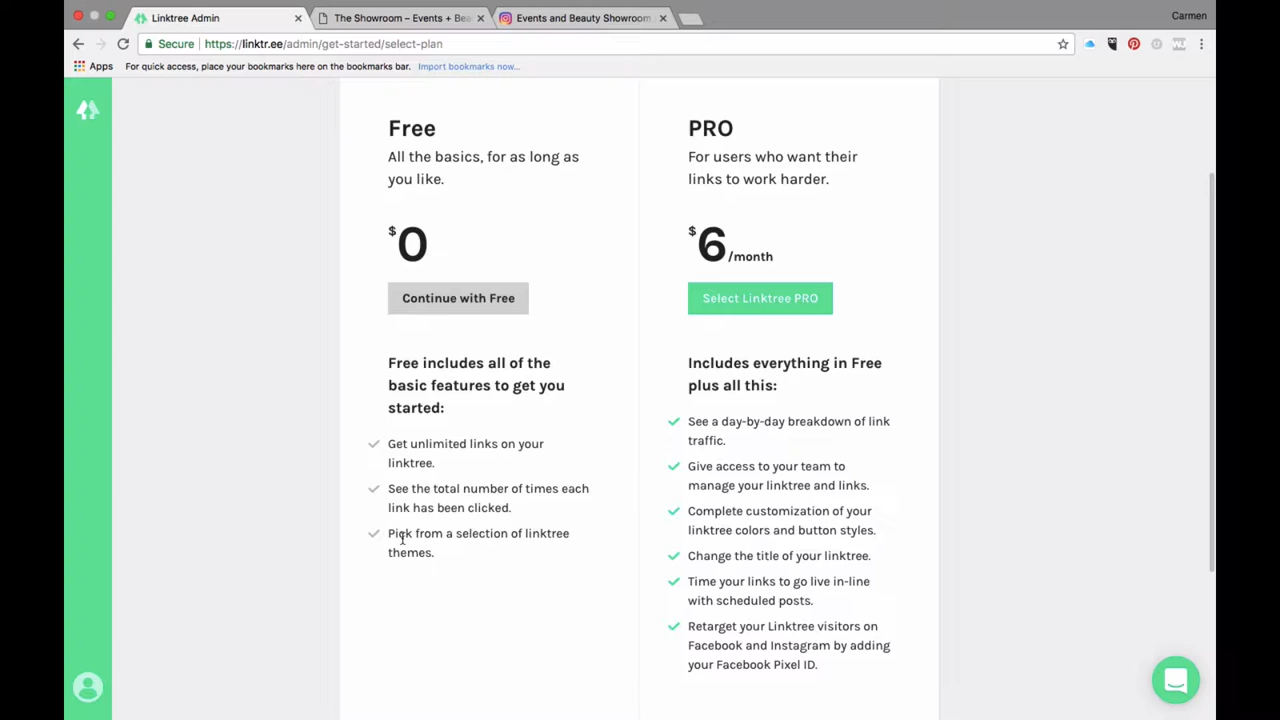 Linktree Admin
The Showroom – Events + Bea
Events and Beauty Showroom
Carmen
Secure
https://linktr.ee/admin/get-started/select-plan
Apps
For quick access, place your bookmarks here on the bookmarks bar.
Import bookmarks now...
Free
All the basics, for as long as
you like.
$0
Continue with Free
Free includes all of the
basic features to get you
started:
Get unlimited links on your
linktree.
See the total number of times each
link has been clicked.
Pick from a selection of linktree
themes.
PRO
For users who want their
links to work harder.
$6/month
Select Linktree PRO
Includes everything in Free
plus all this:
See a day-by-day breakdown of link
traffic.
Give access to your team to
manage your linktree and links.
Complete customization of your
linktree colors and button styles.
Change the title of your linktree.
Time your links to go live in-line
with scheduled posts.
Retarget your Linktree visitors on
Facebook and Instagram by adding
your Facebook Pixel ID.